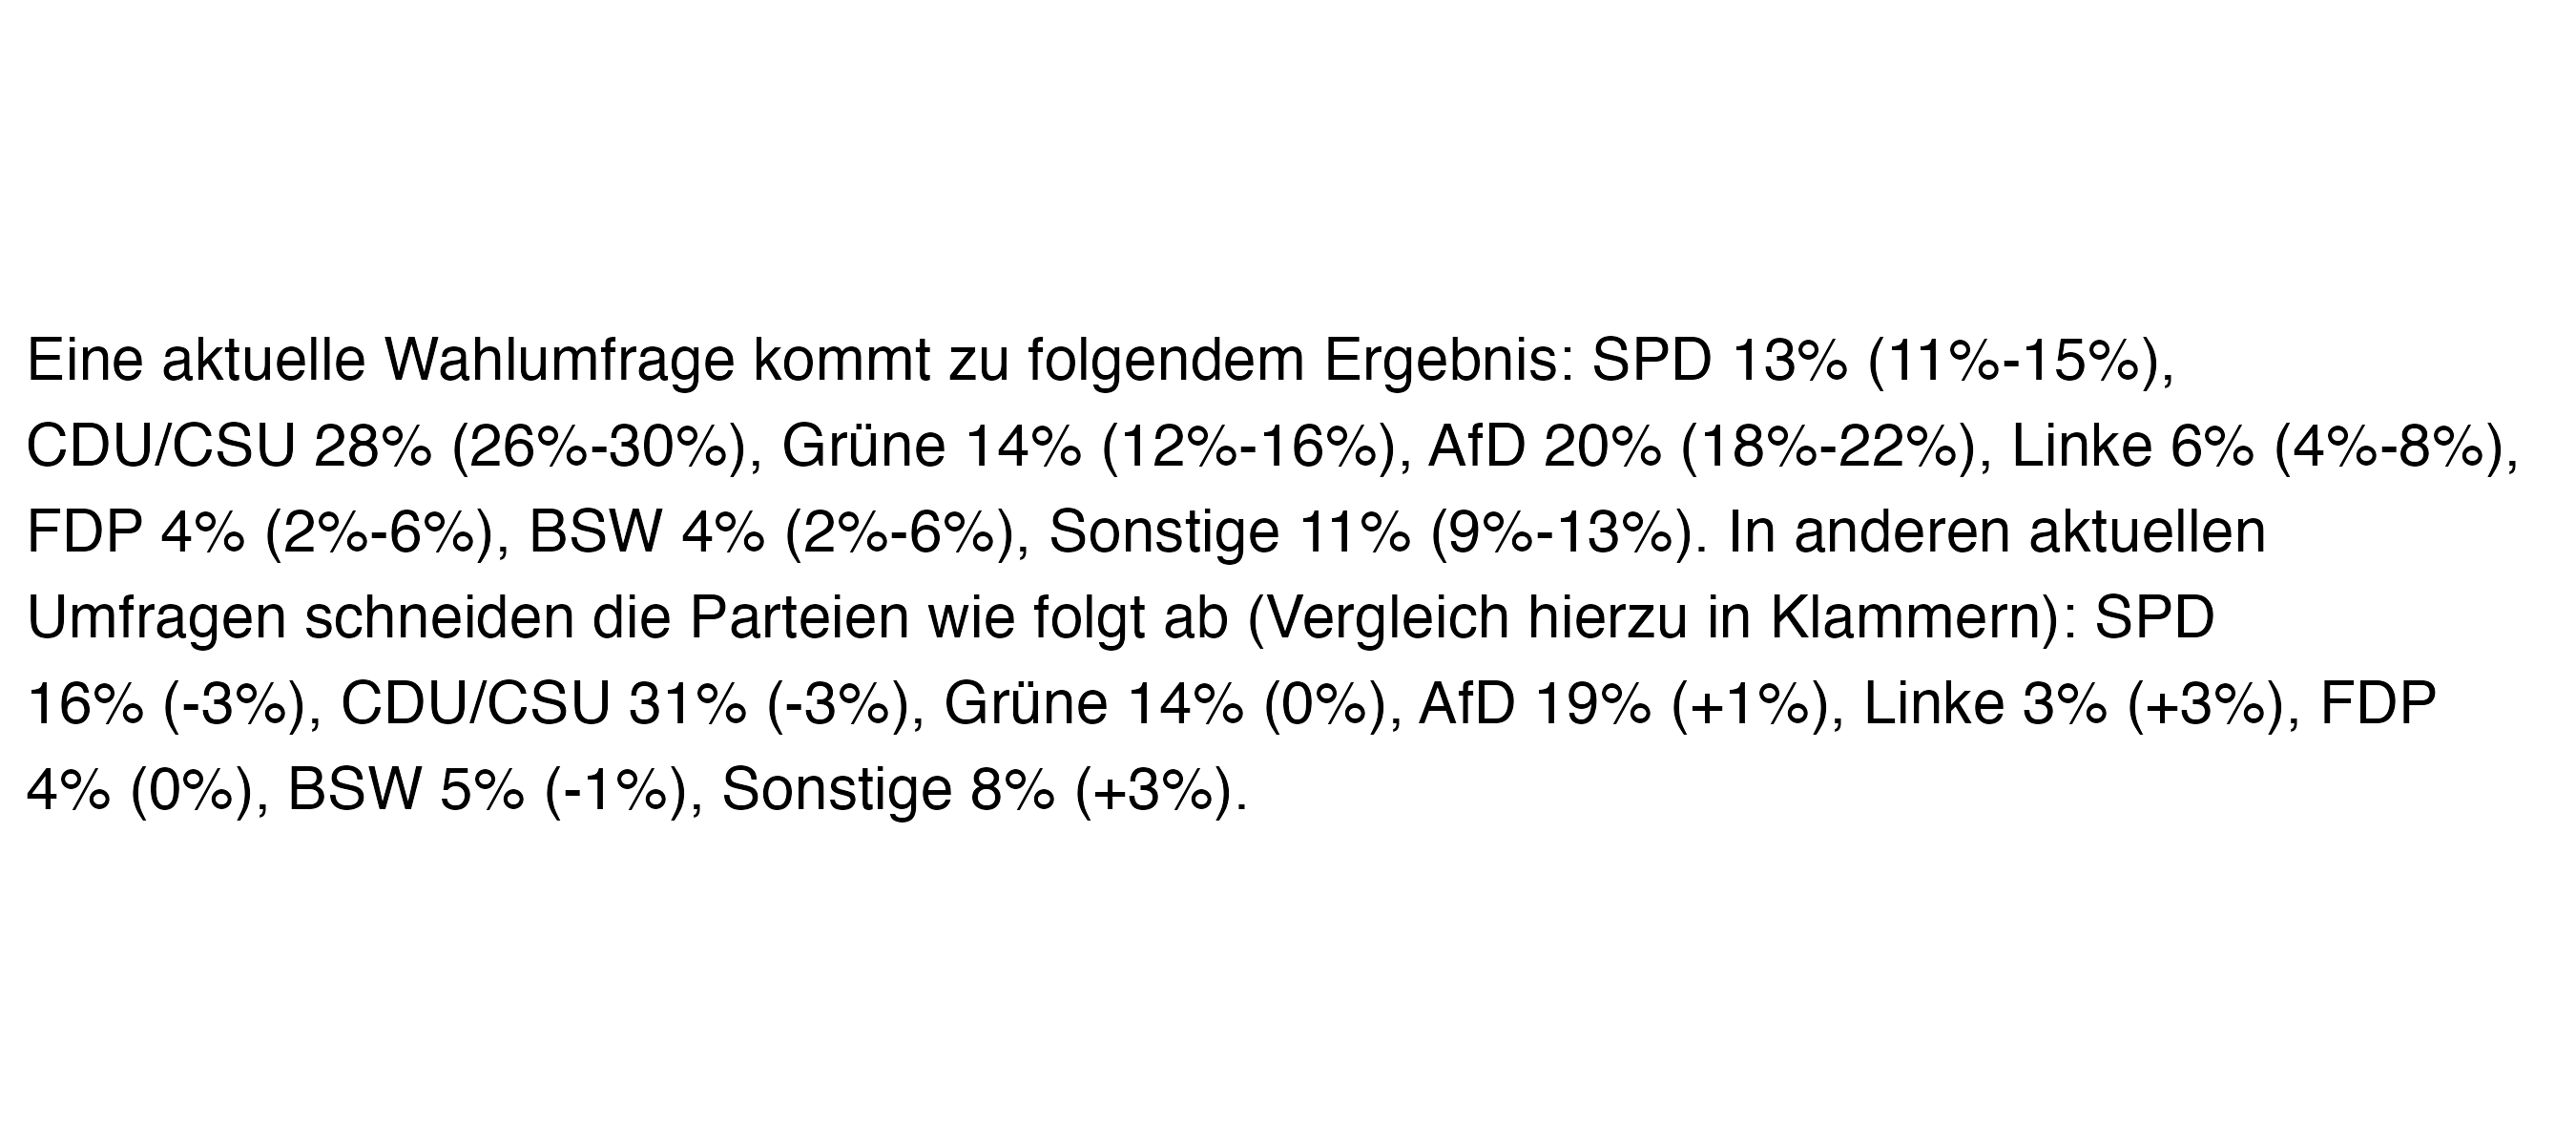 Eine aktuelle Wahlumfrage kommt zu folgendem Ergebnis: SPD 13% (11%-15%),
CDU/CSU 28% (26%-30%), Grüne 14% (12%-16%), AfD 20% (18%-22%), Linke 6% (4%-8%),
FDP 4% (2%-6%), BSW 4% (2%-6%), Sonstige 11% (9%-13%). In anderen aktuellen
Umfragen schneiden die Parteien wie folgt ab (Vergleich hierzu in Klammern): SPD
16% (-3%), CDU/CSU 31% (-3%), Grüne 14% (0%), AfD 19% (+1%), Linke 3% (+3%), FDP
4% (0%), BSW 5% (-1%), Sonstige 8% (+3%).